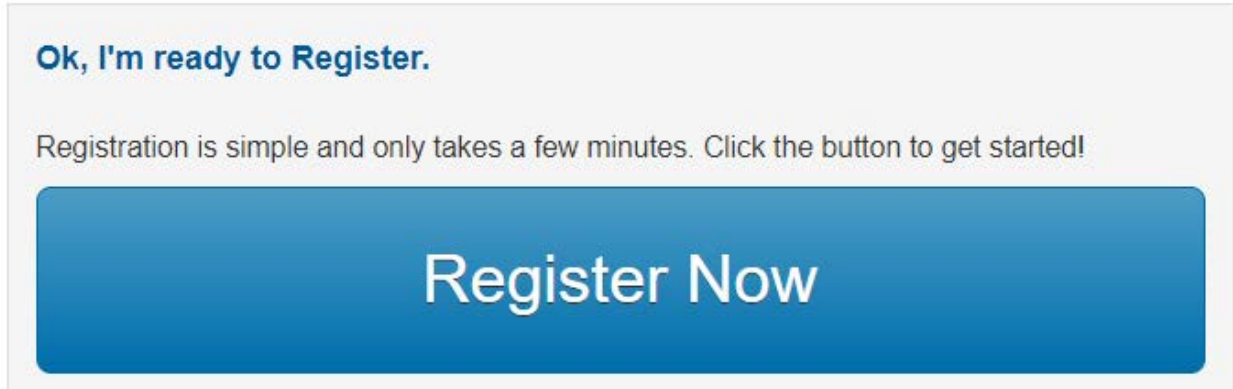 Ok, I'm ready to Register.
Registration is simple and only takes a few minutes. Click the button to get started!
Register Now